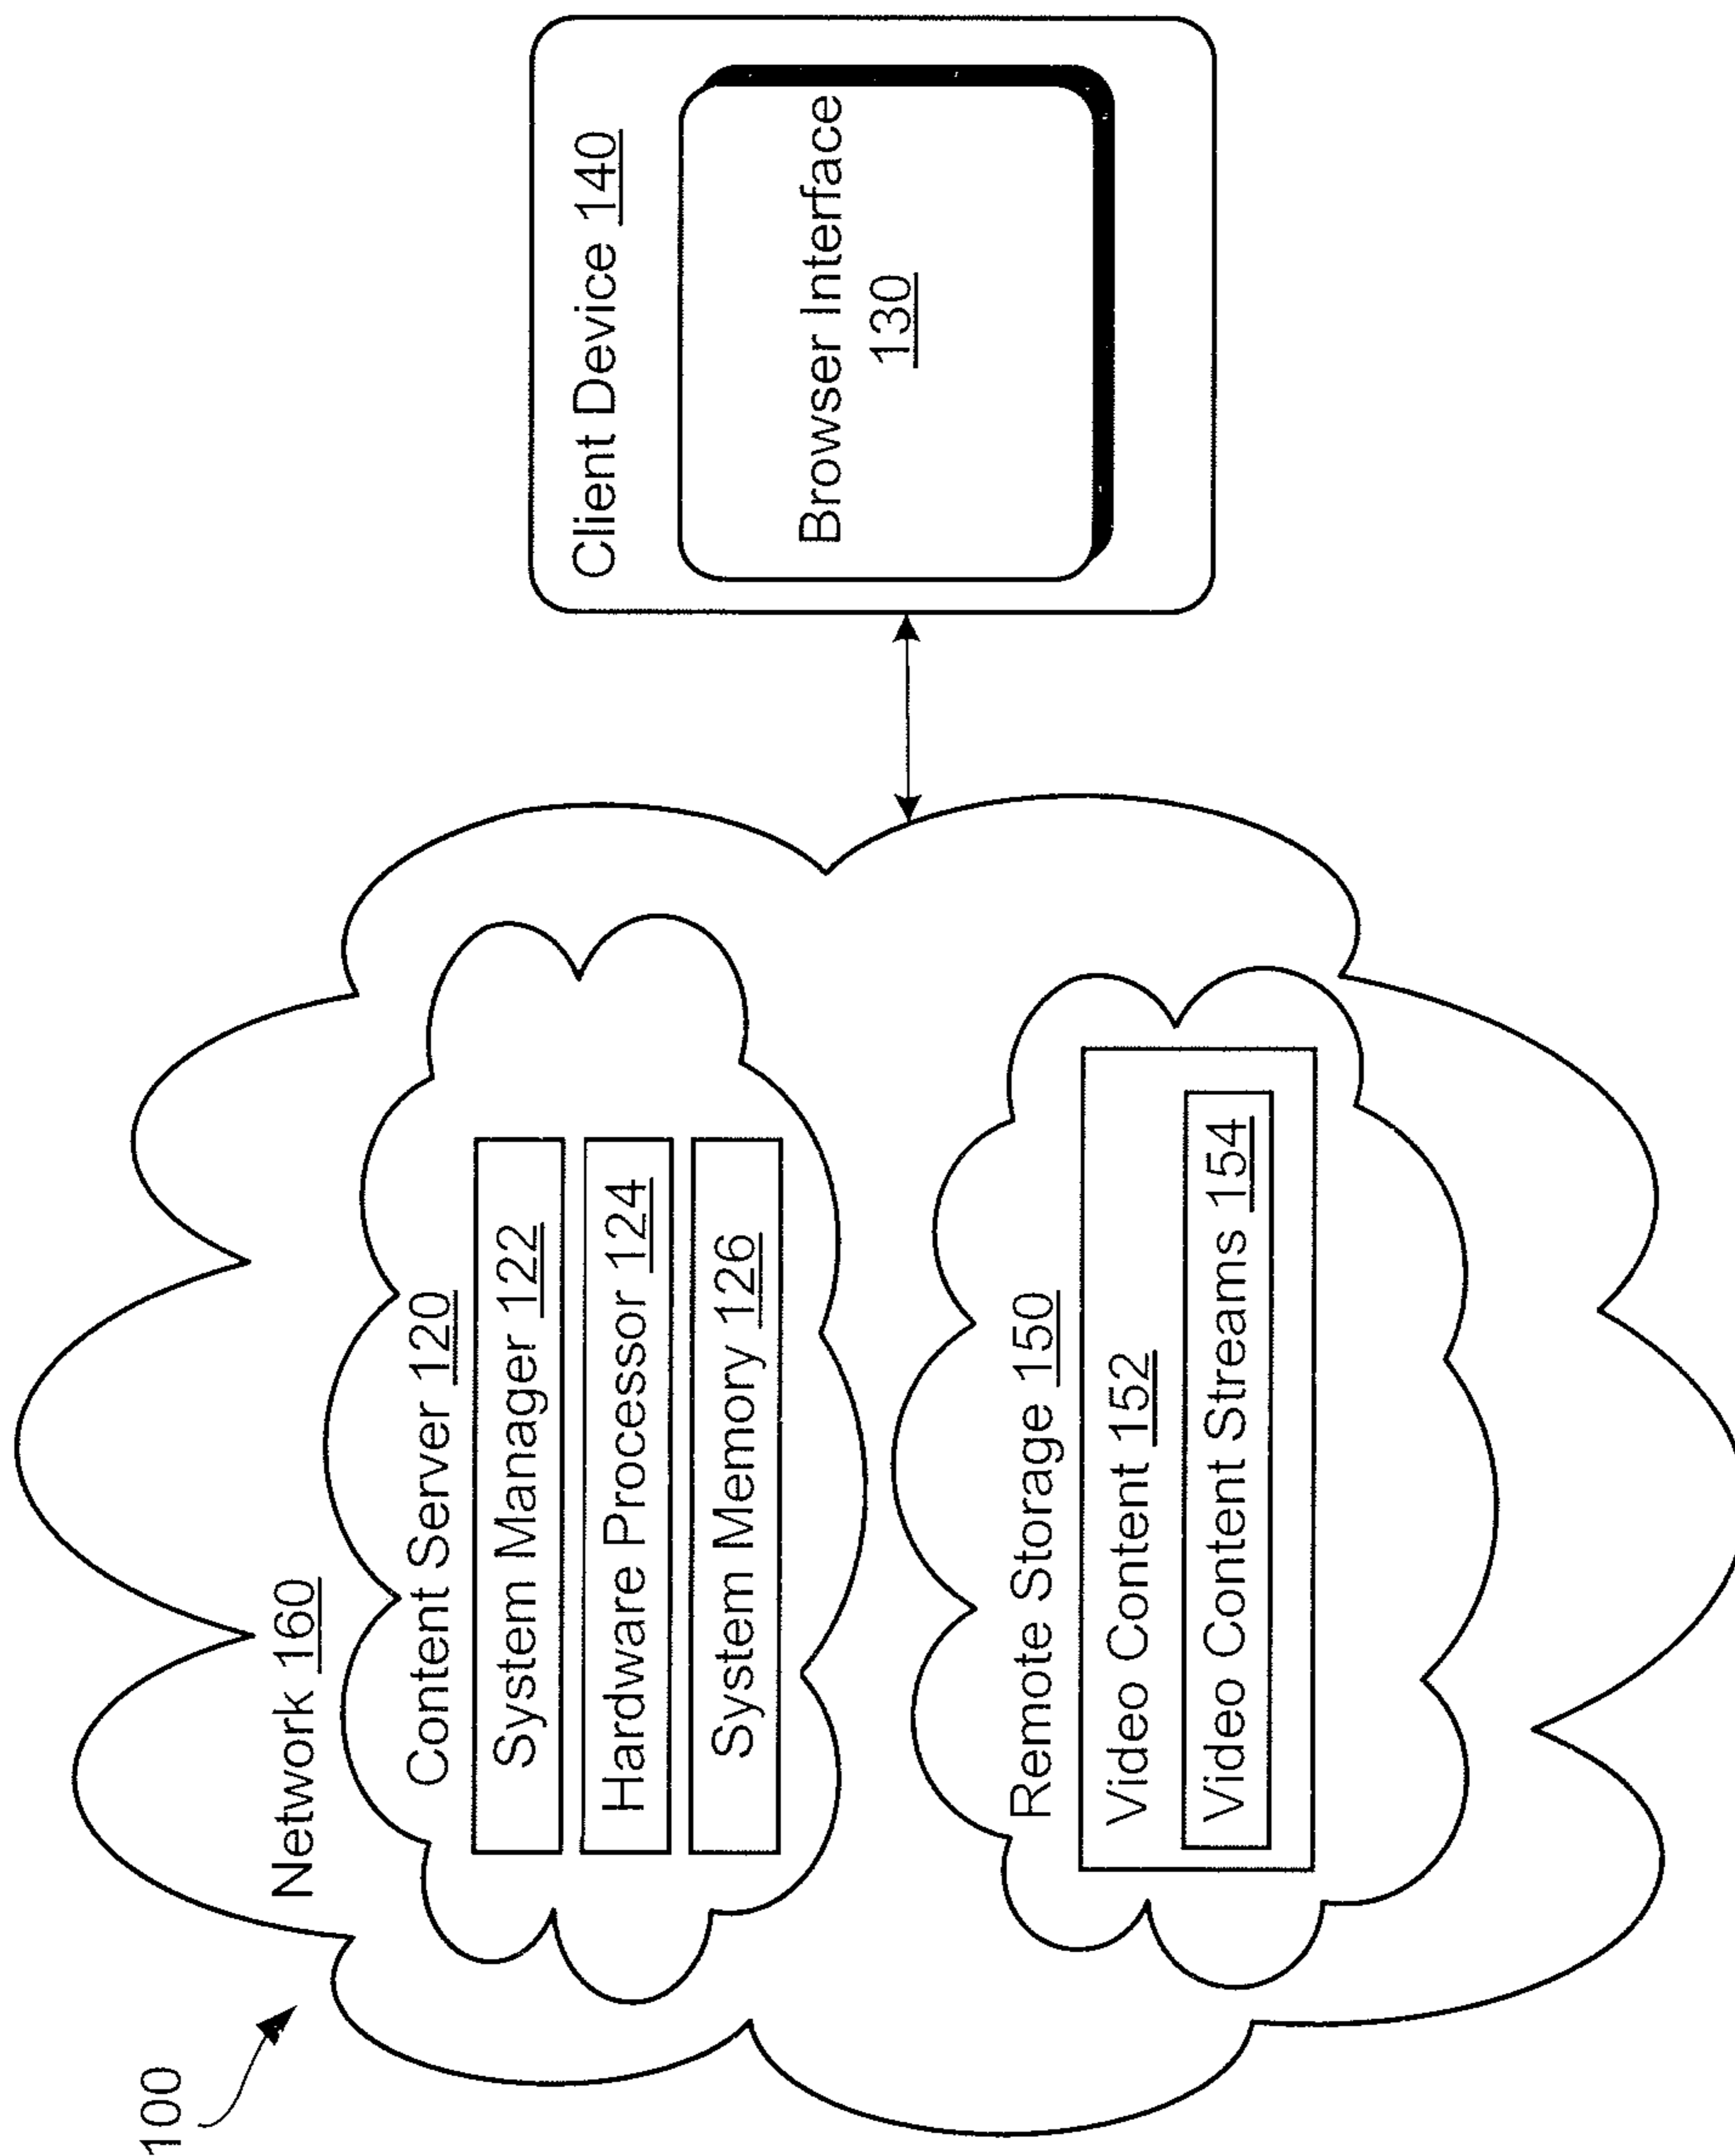 100
Network 160
Content Server 120
System Manager 122
Hardware Processor 124
System Memory 126
Remote Storage 150
Video Content 152
Video Content Streams 154
Client Device 140
Browser Interface
130